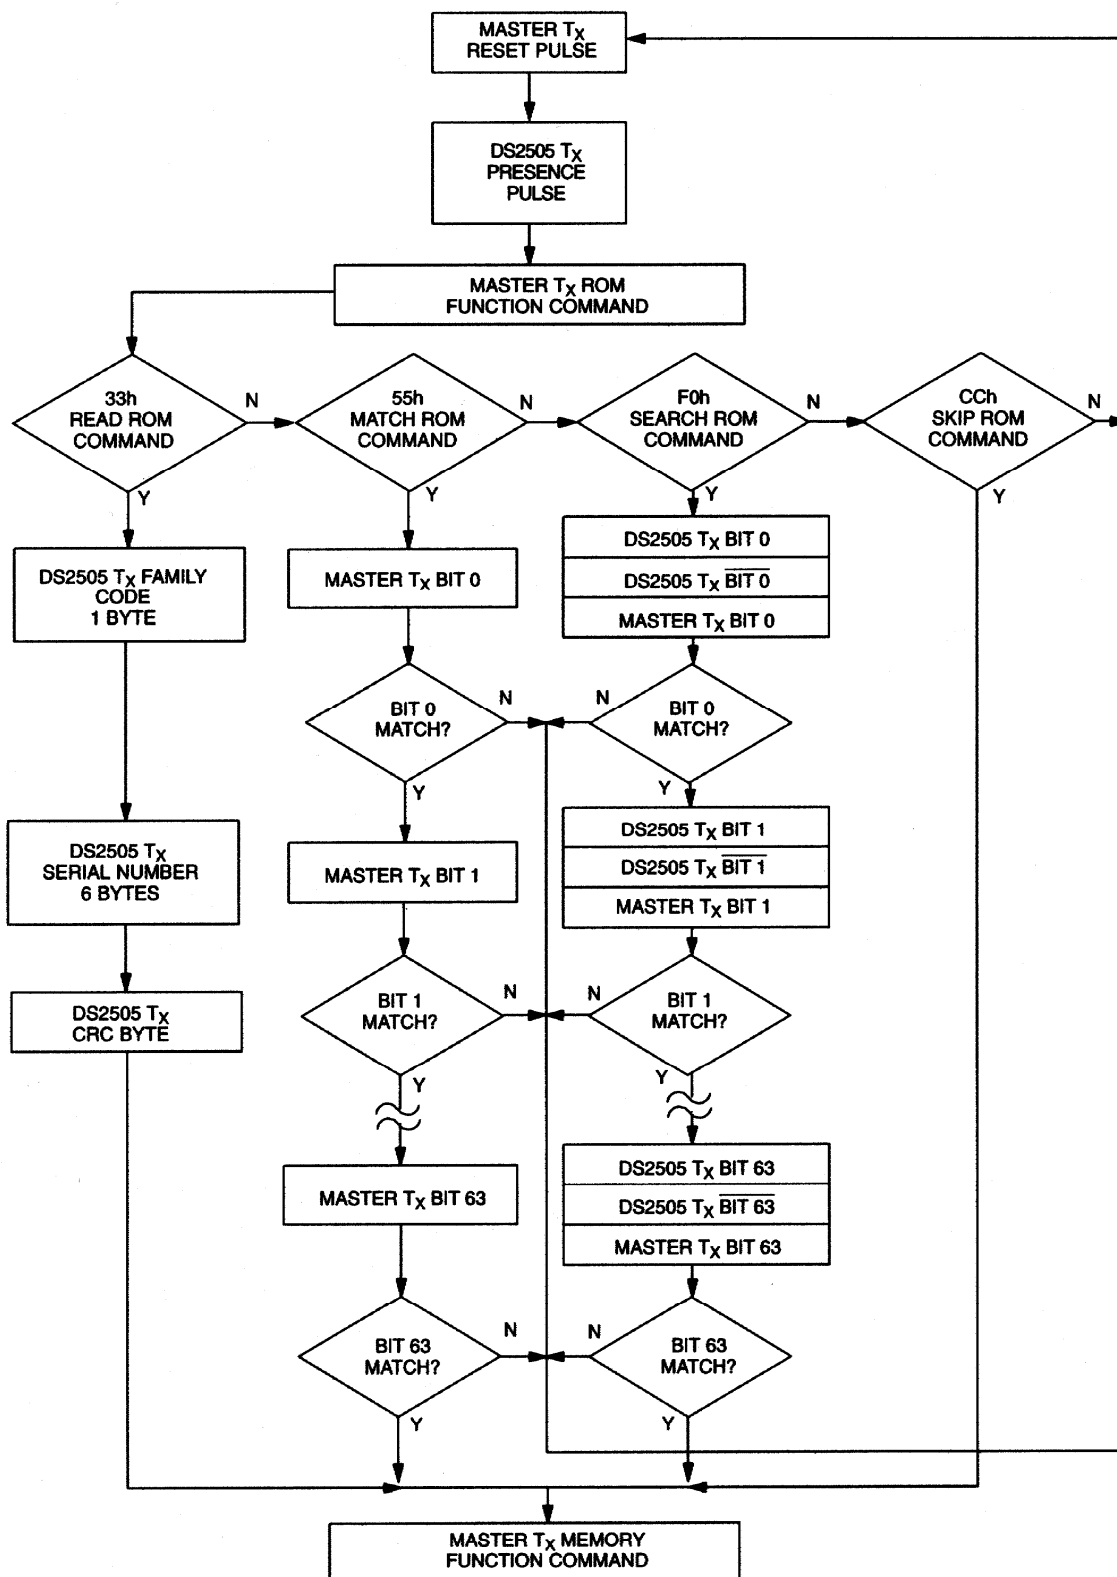 MASTER TX
RESET PULSE
DS2505 TX
PRESENCE
PULSE
MASTER TX ROM
FUNCTION COMMAND
33h
READ ROM
COMMAND
N
Y
55h
MATCH ROM
COMMAND
N
Y
F0h
SEARCH ROM
COMMAND
N
Y
CCh
SKIP ROM
COMMAND
N
Y
DS2505 TX FAMILY
CODE
1 BYTE
DS2505 TX
SERIAL NUMBER
6 BYTES
DS2505 TX
CRC BYTE
MASTER TX BIT 0
BIT 0
MATCH?
N
Y
MASTER TX BIT 1
BIT 1
MATCH?
N
Y
MASTER TX BIT 63
BIT 63
MATCH?
N
Y
DS2505 TX BIT 0
DS2505 TX B̅I̅T̅ ̅0̅
MASTER TX BIT 0
BIT 0
MATCH?
N
Y
DS2505 TX BIT 1
DS2505 TX B̅I̅T̅ ̅1̅
MASTER TX BIT 1
BIT 1
MATCH?
N
Y
DS2505 TX BIT 63
DS2505 TX B̅I̅T̅ ̅6̅3̅
MASTER TX BIT 63
BIT 63
MATCH?
N
Y
MASTER TX MEMORY
FUNCTION COMMAND